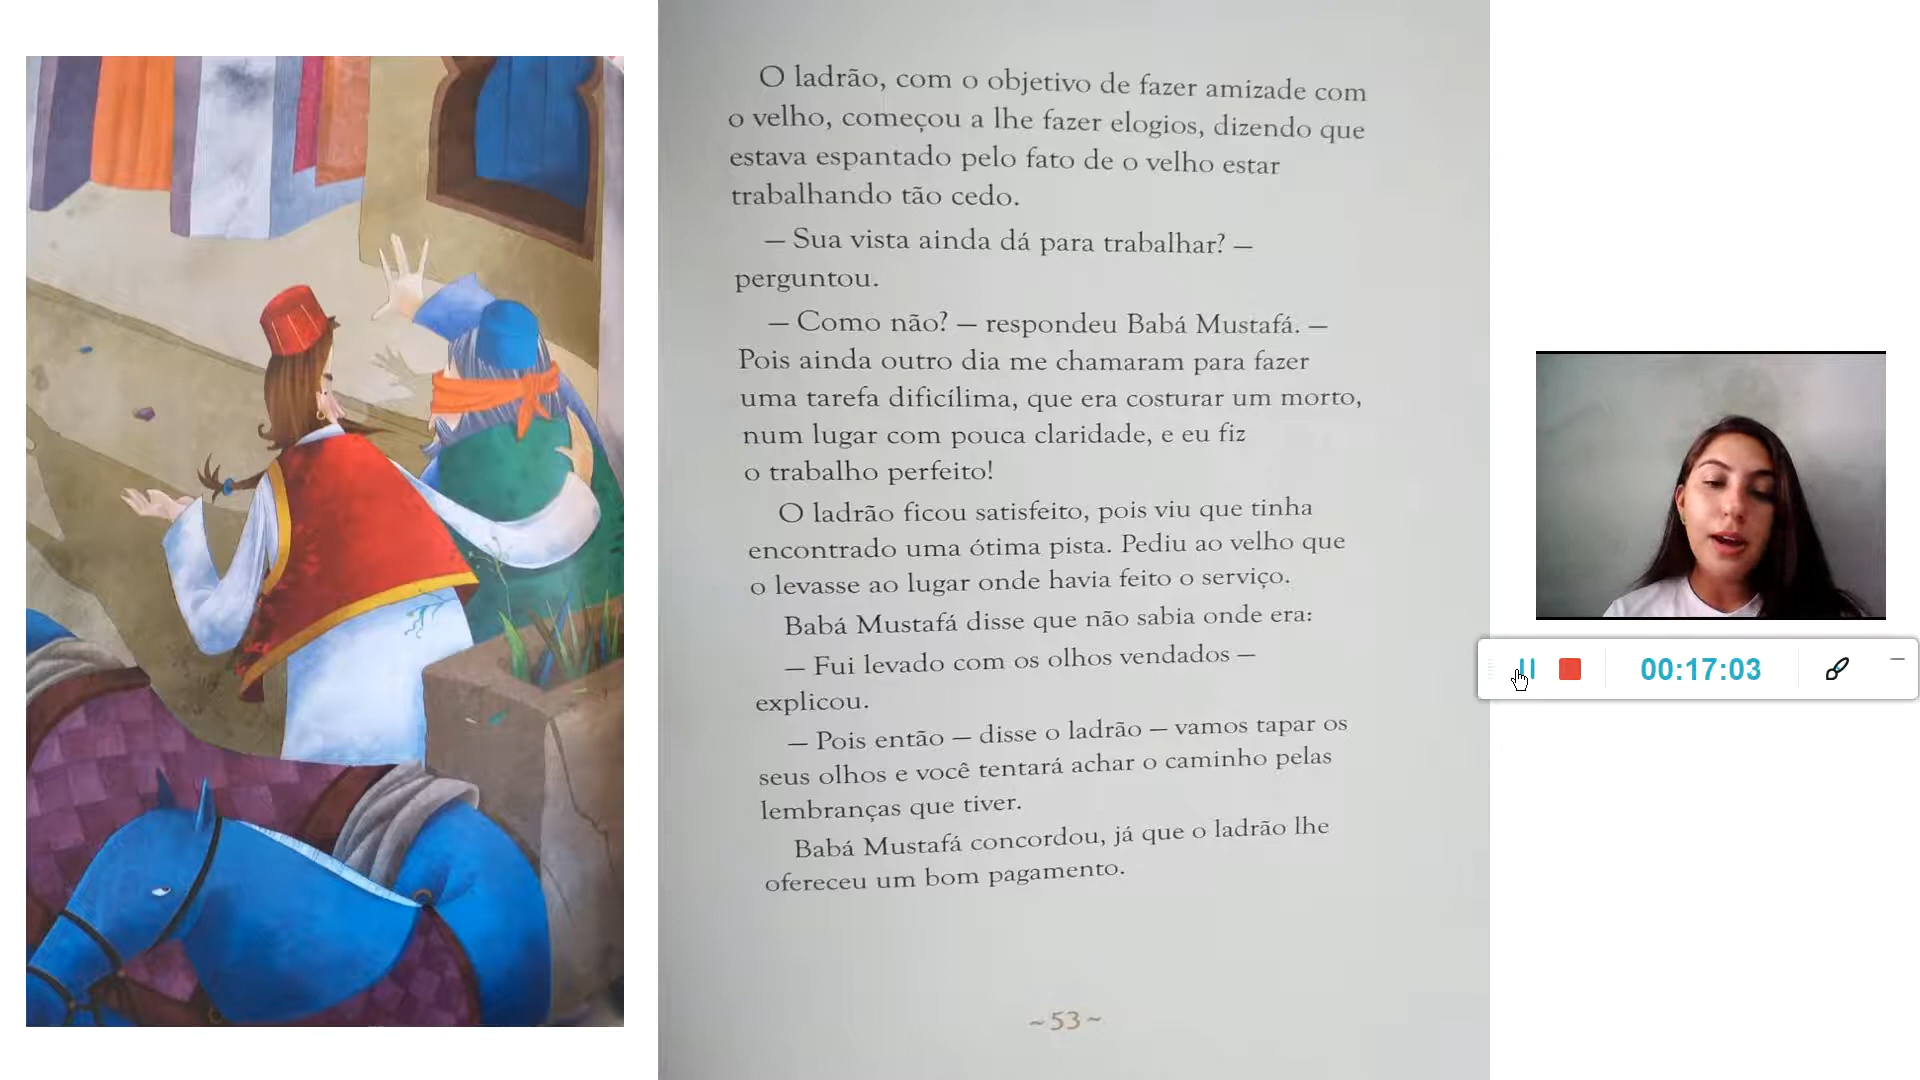 O ladrão, com o objetivo de fazer amizade com
o velho, começou a lhe fazer elogios, dizendo que
estava espantado pelo fato de o velho estar
trabalhando tão cedo.
— Sua vista ainda dá para trabalhar? —
perguntou.
— Como não? — respondeu Babá Mustafá. —
Pois ainda outro dia me chamaram para fazer
uma tarefa dificílima, que era costurar um morto,
num lugar com pouca claridade, e eu fiz
o trabalho perfeito!
O ladrão ficou satisfeito, pois viu que tinha
encontrado uma ótima pista. Pediu ao velho que
o levasse ao lugar onde havia feito o serviço.
Babá Mustafá disse que não sabia onde era:
— Fui levado com os olhos vendados —
explicou.
— Pois então — disse o ladrão — vamos tapar os
seus olhos e você tentará achar o caminho pelas
lembranças que tiver.
Babá Mustafá concordou, já que o ladrão lhe
ofereceu um bom pagamento.
~53~
00:17:03